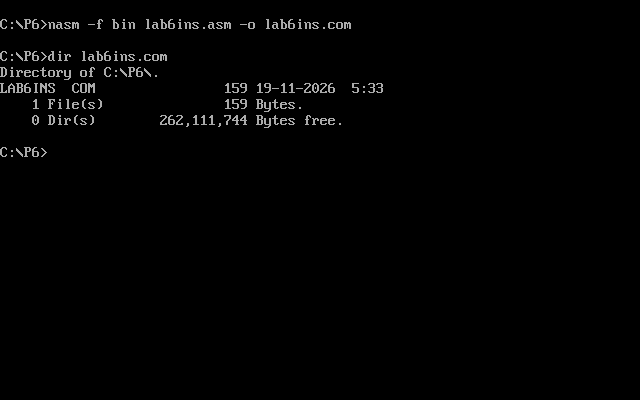 C:\P6>nasm -f bin lab6ins.asm -o lab6ins.com
C:\P6>dir lab6ins.com
Directory of C:\P6\.
LAB6INS  COM                159 19-11-2026  5:33
    1 File(s)               159 Bytes.
    0 Dir(s)        262,111,744 Bytes free.
C:\P6>